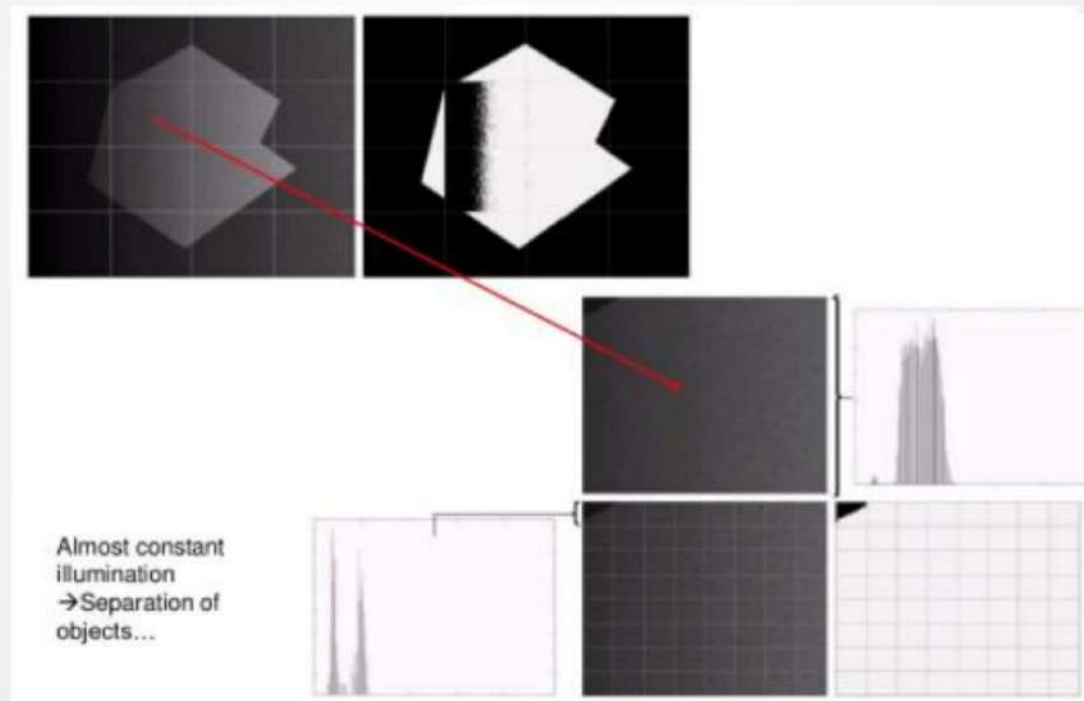 Almost constant
illumination
→Separation of
objects...